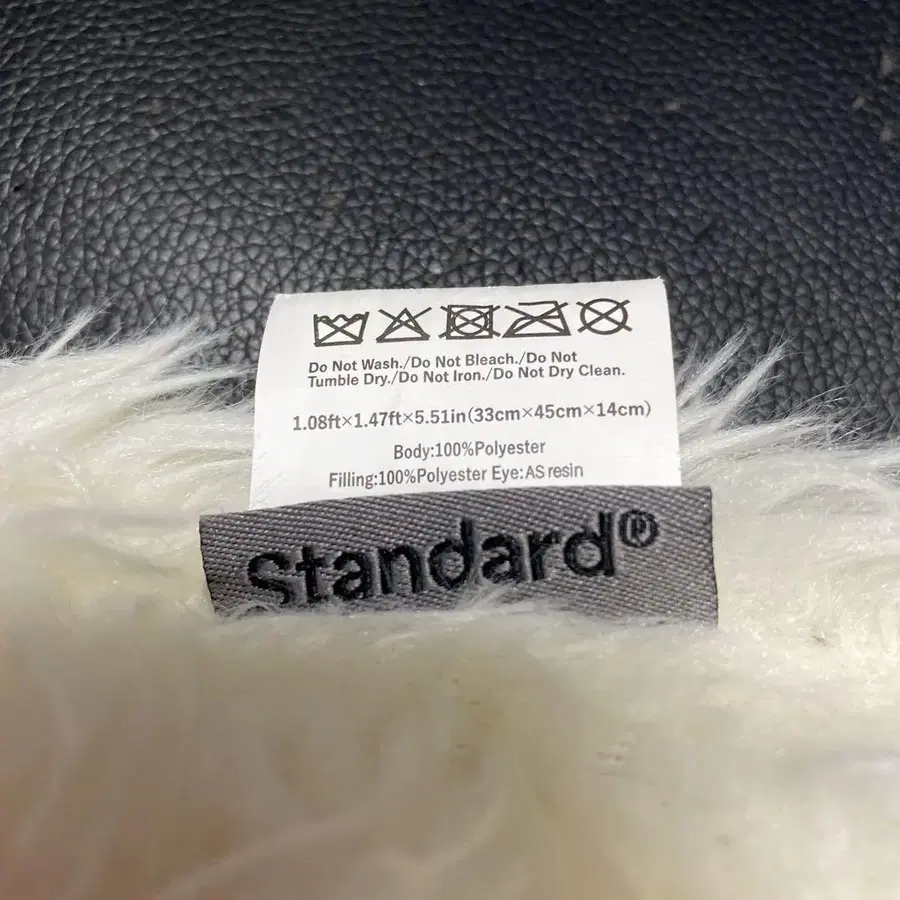 Do Not Wash./Do Not Bleach./Do Not
Tumble Dry./Do Not Iron./Do Not Dry Clean.
1.08ft×1.47ft×5.51in(33cm×45cm×14cm)
Body:100%Polyester
Filling:100%Polyester Eye:AS resin
Standard®